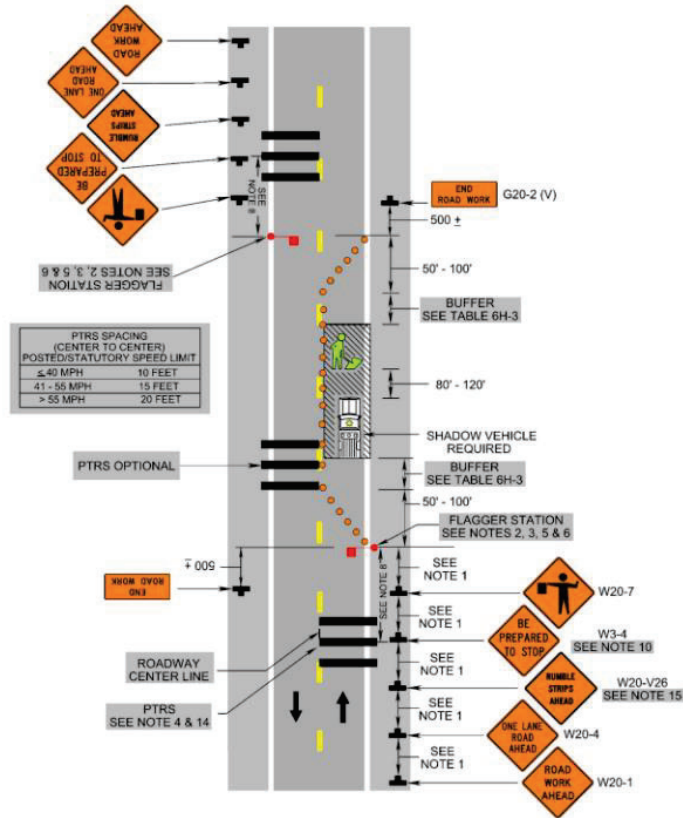 ROAD
WORK
AHEAD
ONE LANE
ROAD
AHEAD
RUMBLE
STRIPS
AHEAD
BE
PREPARED
TO STOP
SEE
NOTE 8
FLAGGER STATION
SEE NOTES 2, 3, 5 & 6
END
ROAD WORK
G20-2 (V)
500 ±
50' - 100'
BUFFER
SEE TABLE 6H-3
PTRS SPACING
(CENTER TO CENTER)
POSTED/STATUTORY SPEED LIMIT
≤40 MPH 10 FEET
41 - 55 MPH 15 FEET
> 55 MPH 20 FEET
80' - 120'
SHADOW VEHICLE
REQUIRED
PTRS OPTIONAL
BUFFER
SEE TABLE 6H-3
50' - 100'
FLAGGER STATION
SEE NOTES 2, 3, 5 & 6
500 ±
END
ROAD WORK
SEE NOTE 8
SEE
NOTE 1
W20-7
SEE
NOTE 1
BE
PREPARED
TO STOP
W3-4
SEE NOTE 10
ROADWAY
CENTER LINE
SEE
NOTE 1
RUMBLE
STRIPS
AHEAD
W20-V26
SEE NOTE 15
PTRS
SEE NOTE 4 & 14
SEE
NOTE 1
ONE LANE
ROAD
AHEAD
W20-4
SEE
NOTE 1
ROAD
WORK
AHEAD
W20-1